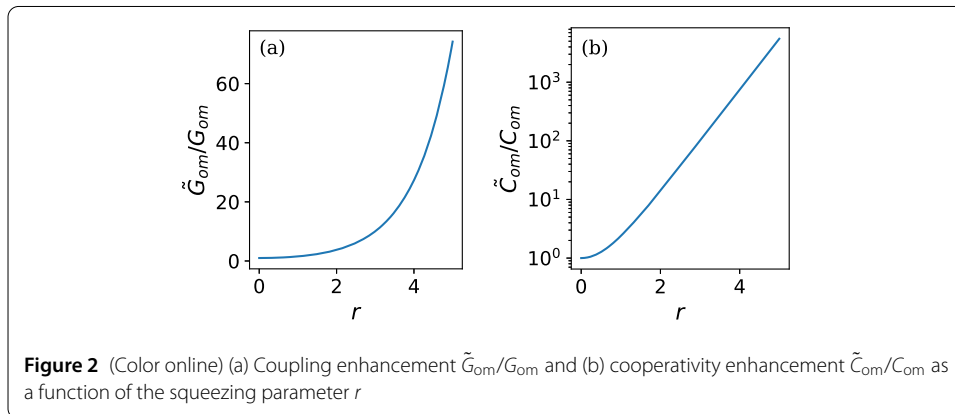 (a)
60
40
20
0
G̃om/Gom
0 2 4
r
(b)
10³
10²
10¹
10⁰
C̃om/Com
0 2 4
r
Figure 2 (Color online) (a) Coupling enhancement G̃om/Gom and (b) cooperativity enhancement C̃om/Com as
a function of the squeezing parameter r